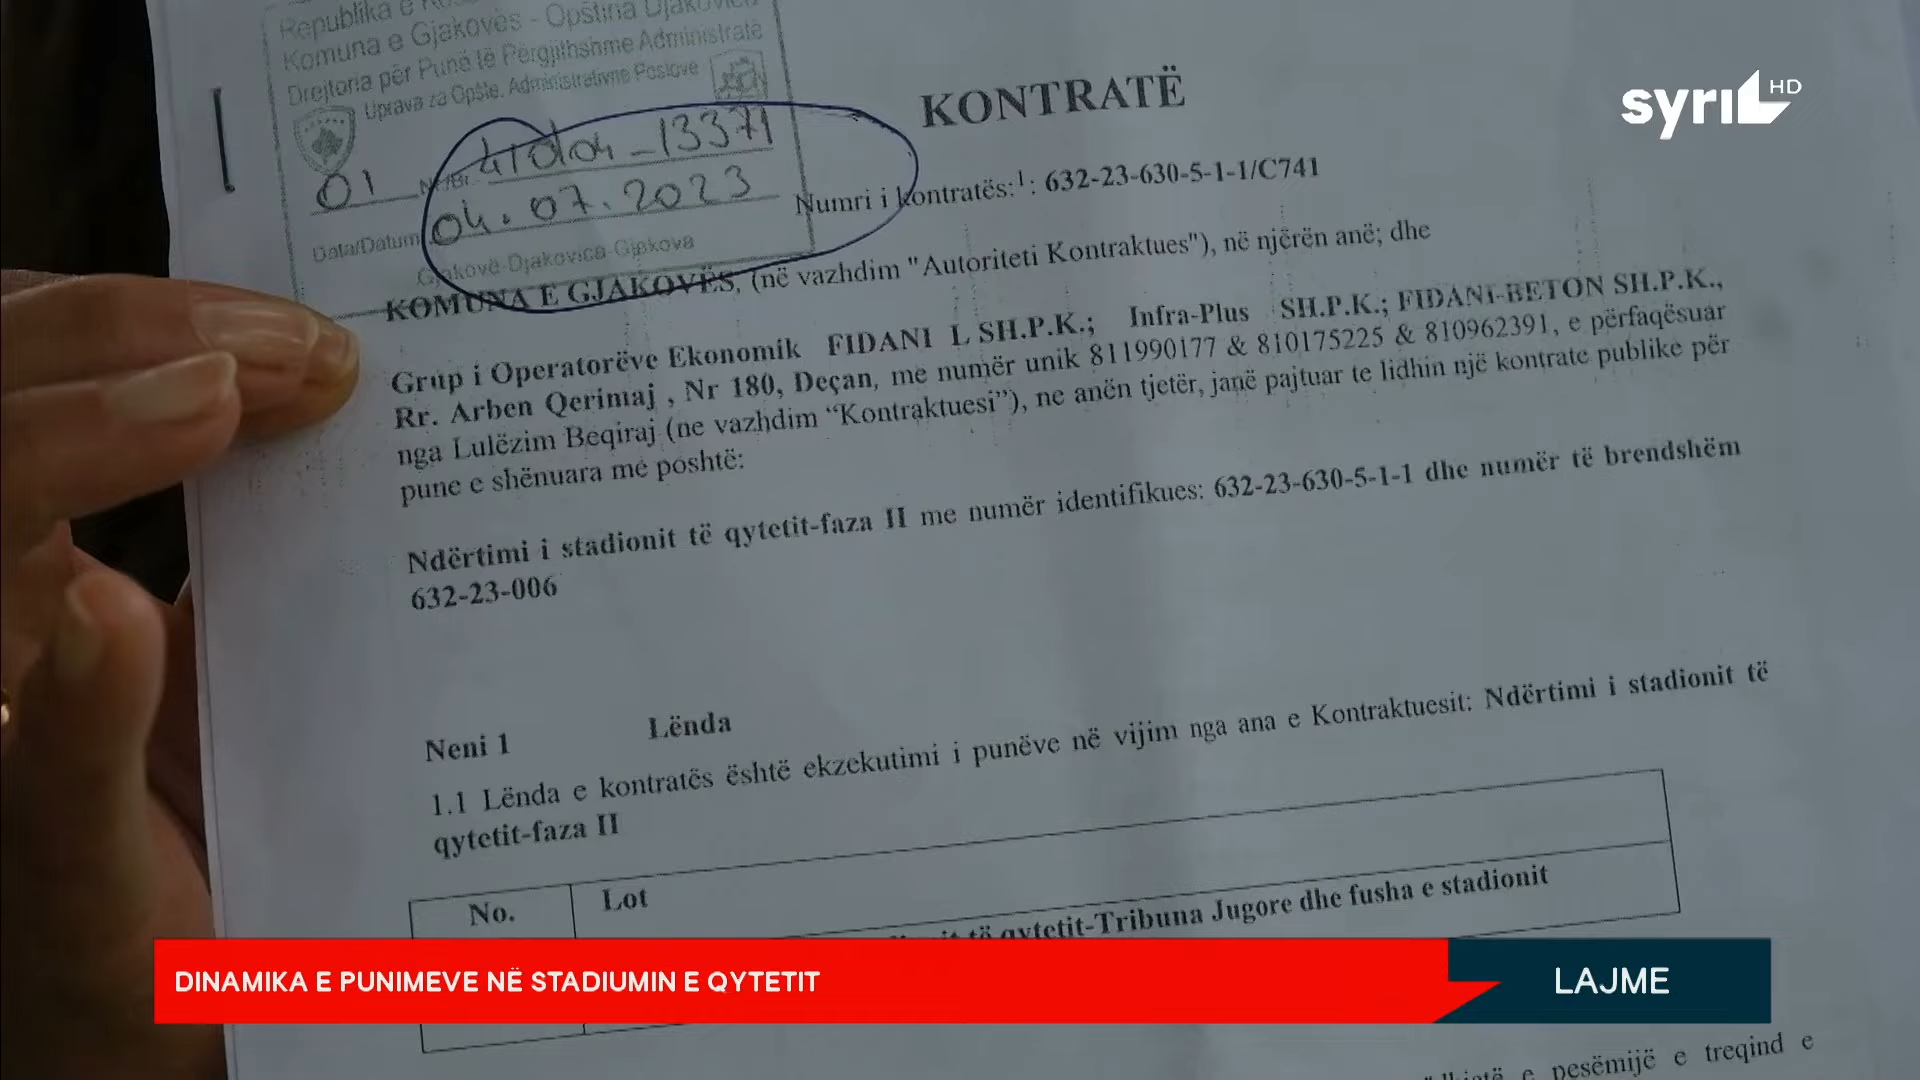 Republika e
Komuna e Gjakovës - Opština Djakovica
Drejtoria për Punë të Përgjithshme Administratë
Uprava za Opšte, Administrativne Poslove
01 Nr/Br. 04-13371
Data/Datum 04.07.2023
Gjakovë-Djakovica-Gjakova
syri HD
KONTRATË
Numri i kontratës:¹: 632-23-630-5-1-1/C741
KOMUNA E GJAKOVËS, (në vazhdim "Autoriteti Kontraktues"), në njërën anë; dhe
Grup i Operatorëve Ekonomik FIDANI L SH.P.K.; Infra-Plus SH.P.K.; FIDANI-BETON SH.P.K.,
Rr. Arben Qerimaj , Nr 180, Deçan, me numër unik 811990177 & 810175225 & 810962391, e përfaqësuar
nga Lulëzim Beqiraj (ne vazhdim “Kontraktuesi”), ne anën tjetër, janë pajtuar te lidhin një kontrate publike për
pune e shënuara më poshtë:
Ndërtimi i stadionit të qytetit-faza II me numër identifikues: 632-23-630-5-1-1 dhe numër të brendshëm
632-23-006
Neni 1 Lënda
1.1 Lënda e kontratës është ekzekutimi i punëve në vijim nga ana e Kontraktuesit: Ndërtimi i stadionit të
qytetit-faza II
No. Lot
të qytetit-Tribuna Jugore dhe fusha e stadionit
DINAMIKA E PUNIMEVE NË STADIUMIN E QYTETIT
LAJME
e pesëmijë e treqind e